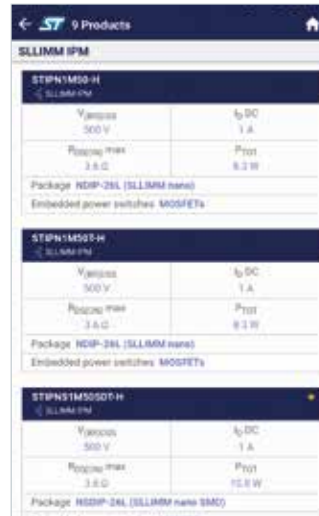 ← ST 9 Products
SLLIMM IPM
STIPN1M50-H
SLLIMM IPM
V(BR)DSS ID DC
500 V 1 A
RDS(ON) max PTOT
3.6 Ω 8.3 W
Package NDIP-26L (SLLIMM nano)
Embedded power switches MOSFETs
STIPN1M50T-H
SLLIMM IPM
V(BR)DSS ID DC
500 V 1 A
RDS(ON) max PTOT
3.6 Ω 8.3 W
Package NDIP-26L (SLLIMM nano)
Embedded power switches MOSFETs
STIPNS1M50SDT-H
SLLIMM IPM
V(BR)DSS ID DC
500 V 1 A
RDS(ON) max PTOT
3.6 Ω 10.8 W
Package NSDIP-26L (SLLIMM nano SMD)